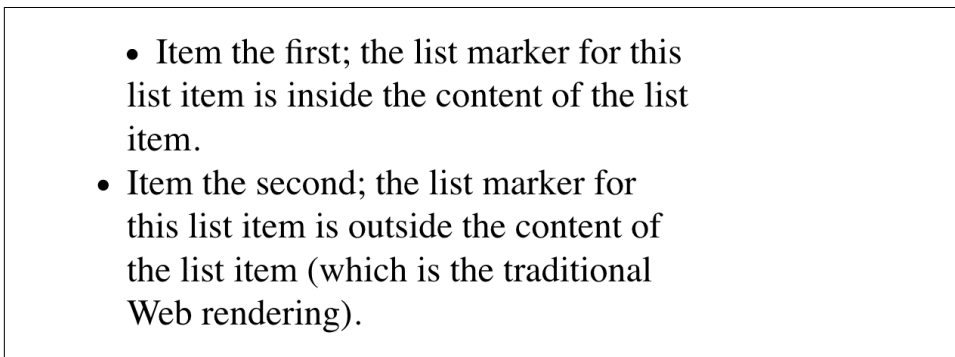 • Item the first; the list marker for this
list item is inside the content of the list
item.
• Item the second; the list marker for
this list item is outside the content of
the list item (which is the traditional
Web rendering).